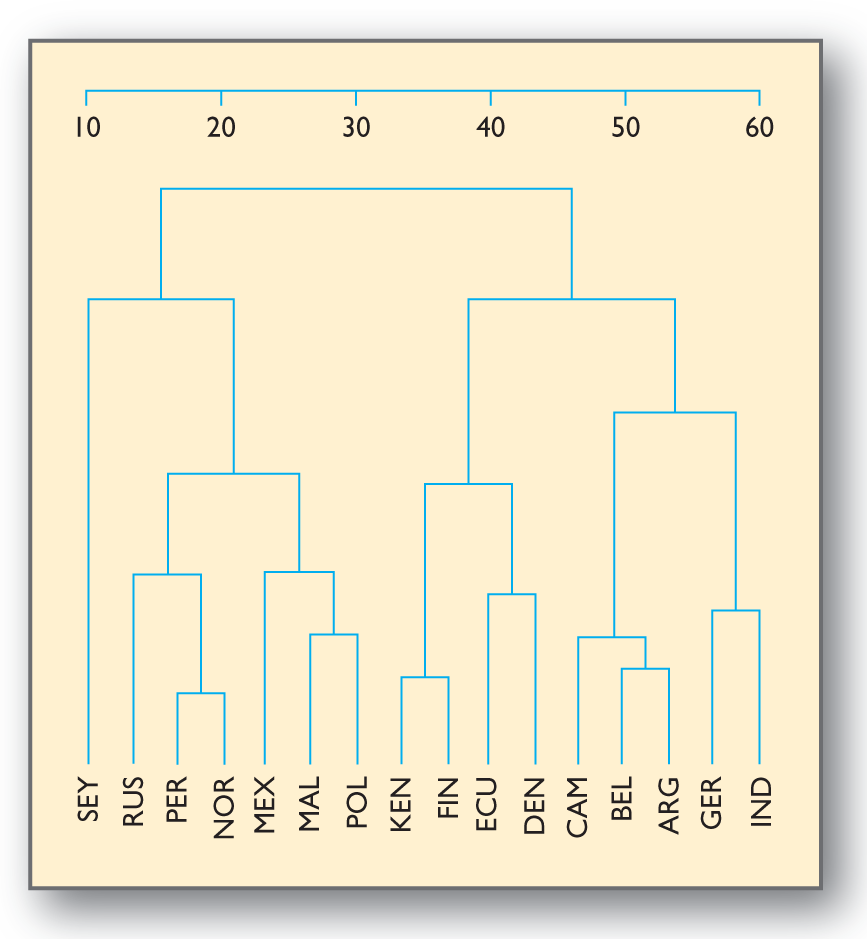 10 20 30 40 50 60
SEY RUS PER NOR MEX MAL POL KEN FIN ECU DEN CAM BEL ARG GER IND